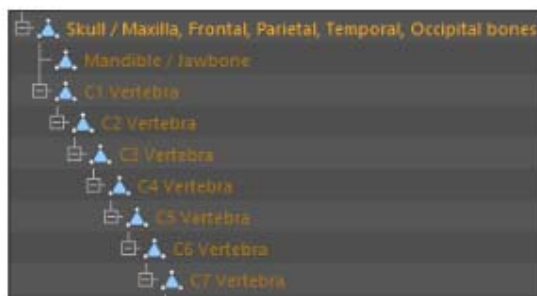 Skull / Maxilla, Frontal, Parietal, Temporal, Occipital bones
Mandible / Jawbone
C1 Vertebra
C2 Vertebra
C3 Vertebra
C4 Vertebra
C5 Vertebra
C6 Vertebra
C7 Vertebra